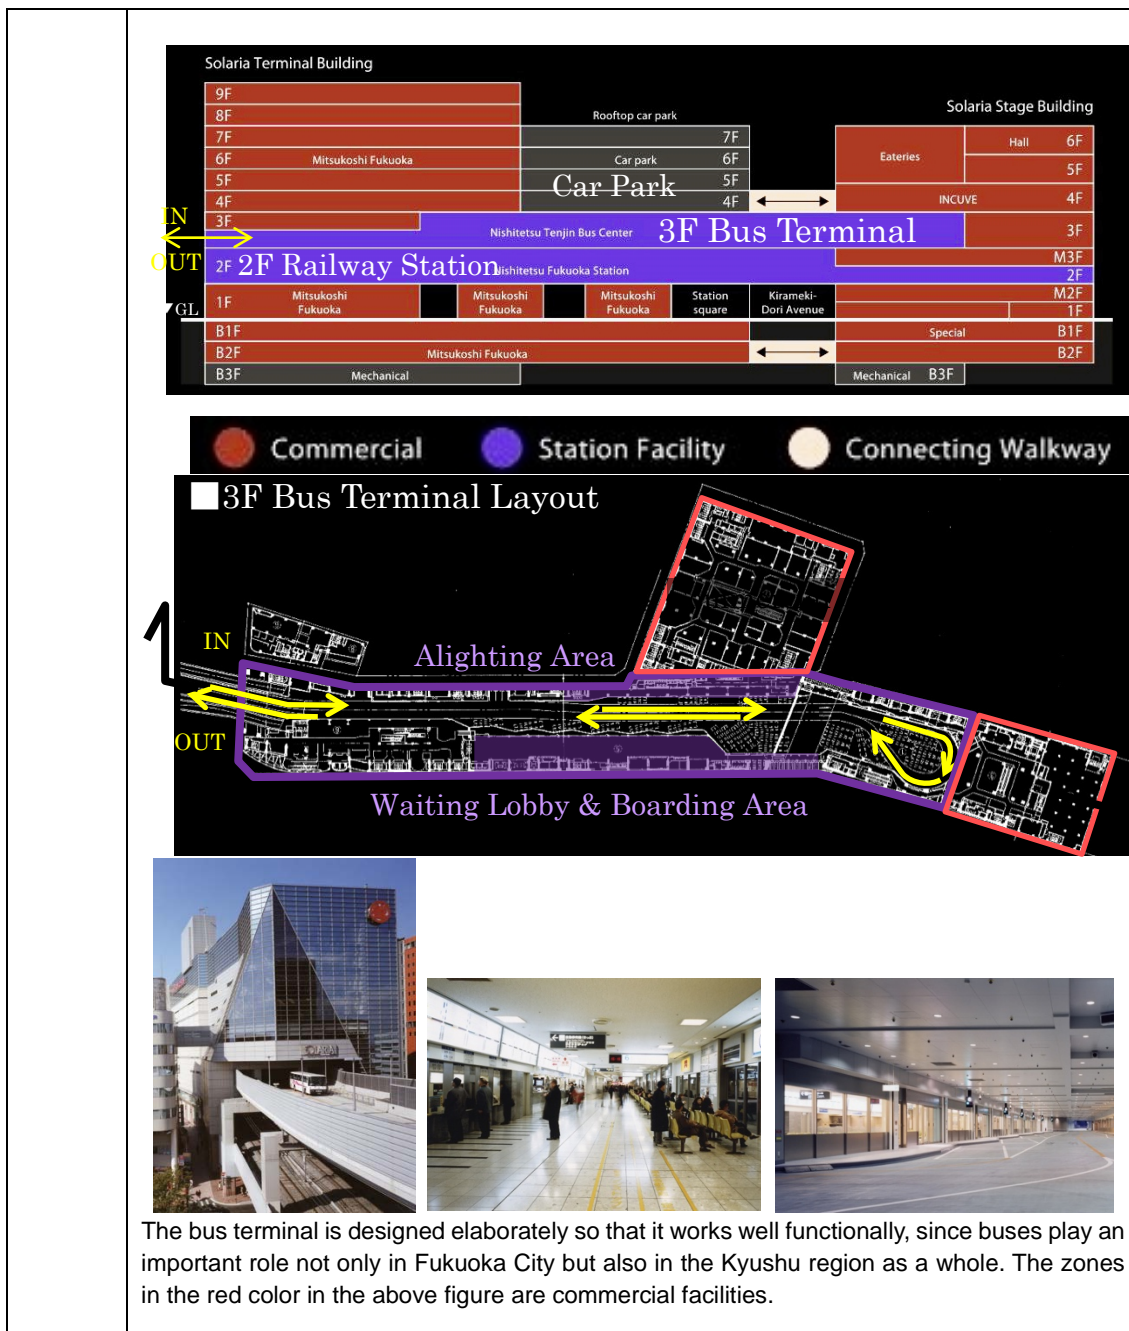 Solaria Terminal Building
Solaria Stage Building
9F
8F
Rooftop car park
7F
7F
Hall
6F
6F
Mitsukoshi Fukuoka
Car park
6F
Eateries
5F
5F
Car Park
5F
4F
4F
INCUVE
4F
IN
3F
Nishitetsu Tenjin Bus Center
3F Bus Terminal
3F
OUT
2F
2F Railway Station
Nishitetsu Fukuoka Station
M3F
2F
▼GL
1F
Mitsukoshi
Fukuoka
Mitsukoshi
Fukuoka
Mitsukoshi
Fukuoka
Station
square
Kirameki-
Dori Avenue
M2F
1F
B1F
Special
B1F
B2F
Mitsukoshi Fukuoka
B2F
B3F
Mechanical
Mechanical B3F
Commercial
Station Facility
Connecting Walkway
■3F Bus Terminal Layout
IN
Alighting Area
OUT
Waiting Lobby & Boarding Area
The bus terminal is designed elaborately so that it works well functionally, since buses play an
important role not only in Fukuoka City but also in the Kyushu region as a whole. The zones
in the red color in the above figure are commercial facilities.